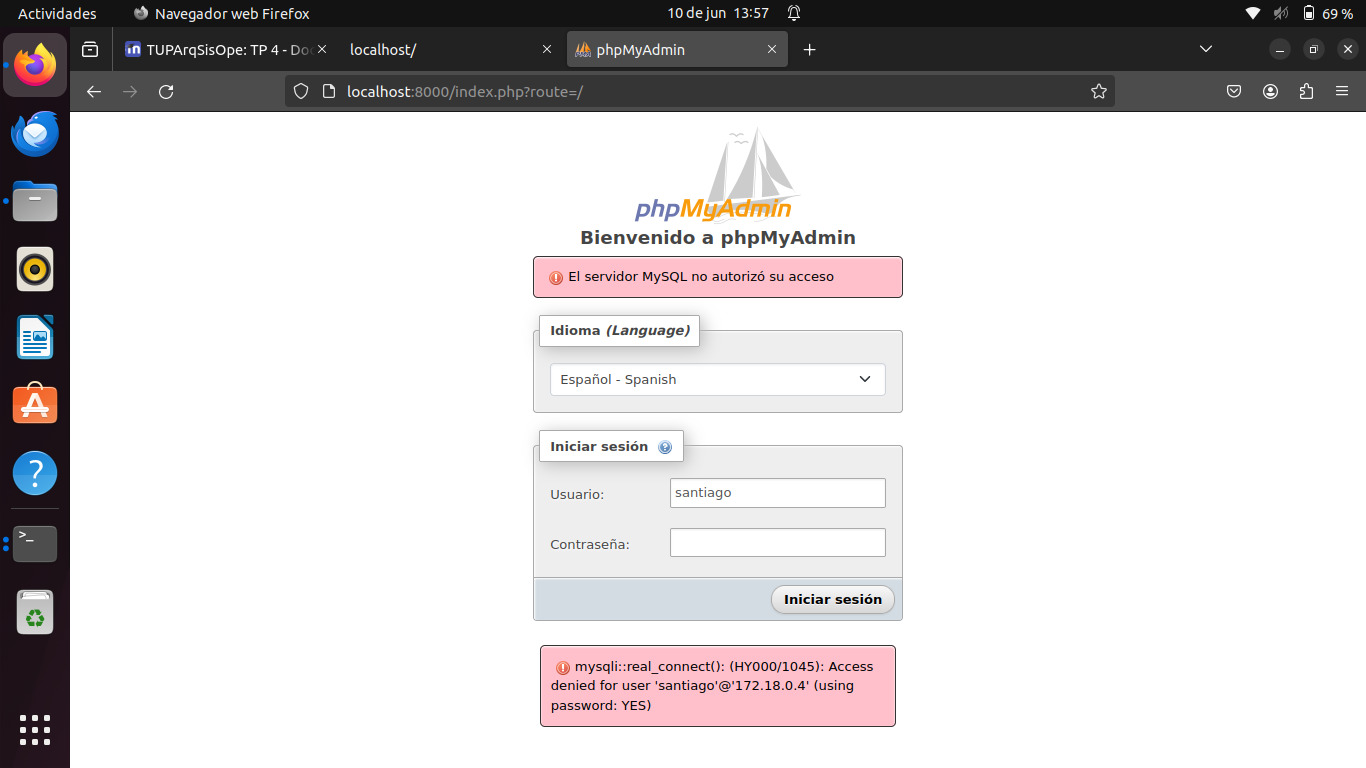 Actividades
Navegador web Firefox
10 de jun 13:57
69 %
TUPArqSisOpe: TP 4 - Do
localhost/
phpMyAdmin
localhost:8000/index.php?route=/
phpMyAdmin
Bienvenido a phpMyAdmin
El servidor MySQL no autorizó su acceso
Idioma (Language)
Español - Spanish
Iniciar sesión
Usuario:
santiago
Contraseña:
Iniciar sesión
mysqli::real_connect(): (HY000/1045): Access
denied for user 'santiago'@'172.18.0.4' (using
password: YES)